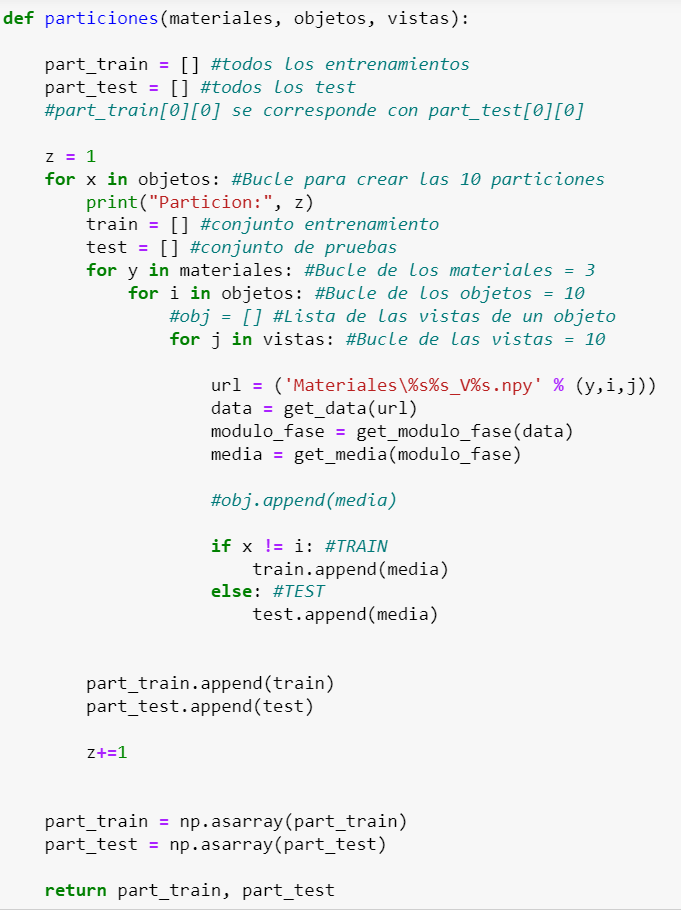 def particiones(materiales, objetos, vistas):
part_train = [] #todos los entrenamientos
part_test = [] #todos los test
#part_train[0][0] se corresponde con part_test[0][0]
z = 1
for x in objetos: #Bucle para crear las 10 particiones
print("Particion:", z)
train = [] #conjunto entrenamiento
test = [] #conjunto de pruebas
for y in materiales: #Bucle de los materiales = 3
for i in objetos: #Bucle de los objetos = 10
#obj = [] #Lista de las vistas de un objeto
for j in vistas: #Bucle de las vistas = 10
url = ('Materiales\%s%s_V%s.npy' % (y,i,j))
data = get_data(url)
modulo_fase = get_modulo_fase(data)
media = get_media(modulo_fase)
#obj.append(media)
if x != i: #TRAIN
train.append(media)
else: #TEST
test.append(media)
part_train.append(train)
part_test.append(test)
z+=1
part_train = np.asarray(part_train)
part_test = np.asarray(part_test)
return part_train, part_test